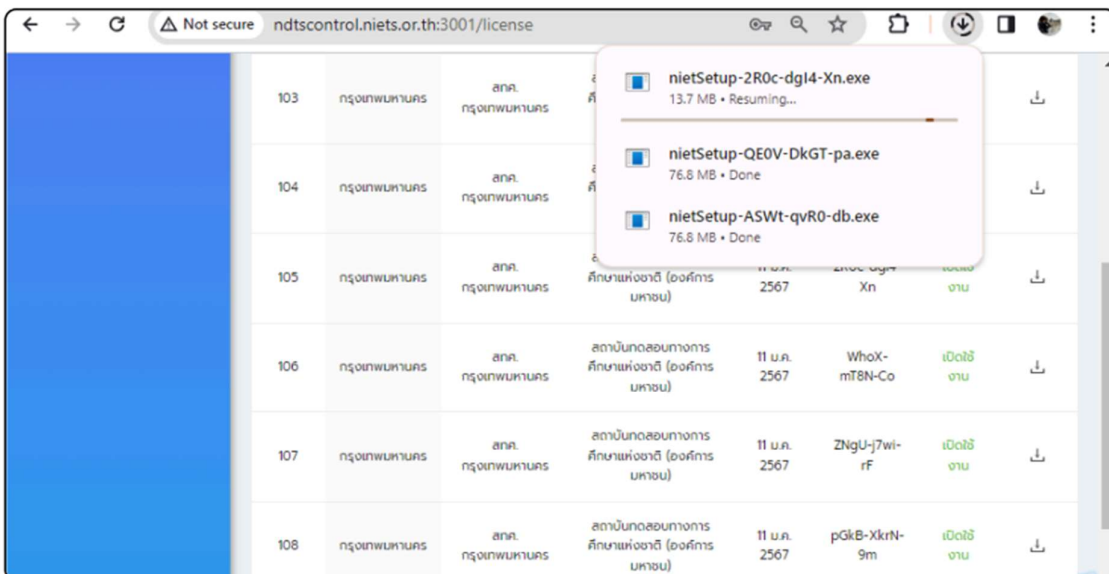 Not secure ndtscontrol.niets.or.th:3001/license
nietSetup-2R0c-dgI4-Xn.exe
13.7 MB • Resuming...
nietSetup-QE0V-DkGT-pa.exe
76.8 MB • Done
nietSetup-ASWt-qvR0-db.exe
76.8 MB • Done
103 กรุงเทพมหานคร สทศ.
กรุงเทพมหานคร
104 กรุงเทพมหานคร สทศ.
กรุงเทพมหานคร
105 กรุงเทพมหานคร สทศ.
กรุงเทพมหานคร
ศึกษาแห่งชาติ (องค์การ
มหาชน)
2567
Xn
งาน
106 กรุงเทพมหานคร สทศ.
กรุงเทพมหานคร
สถาบันทดสอบทางการ
ศึกษาแห่งชาติ (องค์การ
มหาชน)
11 ม.ค.
2567
WhoX-
mT8N-Co
เปิดใช้
งาน
107 กรุงเทพมหานคร สทศ.
กรุงเทพมหานคร
สถาบันทดสอบทางการ
ศึกษาแห่งชาติ (องค์การ
มหาชน)
11 ม.ค.
2567
ZNgU-j7wi-
rF
เปิดใช้
งาน
108 กรุงเทพมหานคร สทศ.
กรุงเทพมหานคร
สถาบันทดสอบทางการ
ศึกษาแห่งชาติ (องค์การ
มหาชน)
11 ม.ค.
2567
pGkB-XkrN-
9m
เปิดใช้
งาน